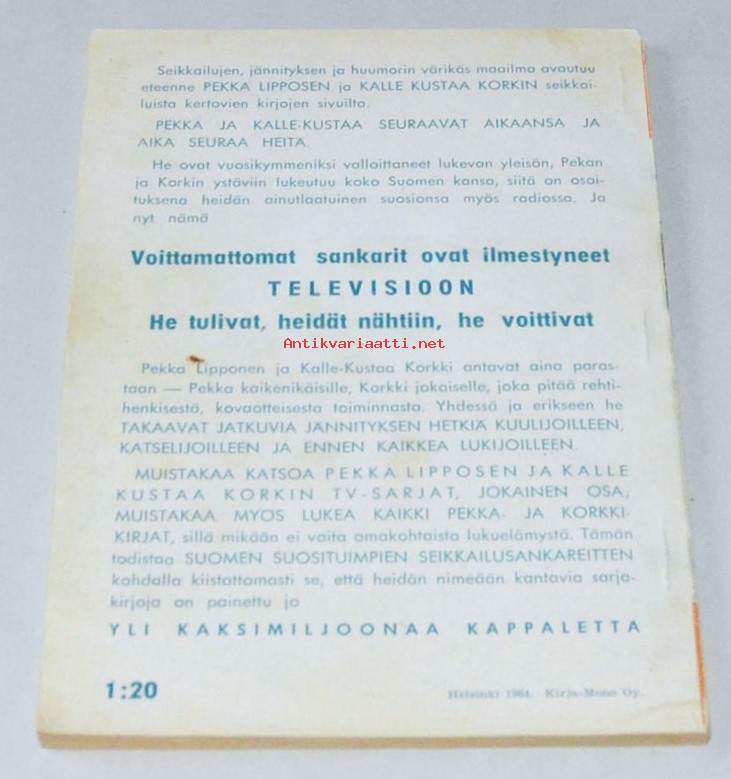 Seikkailujen, jännityksen ja huumorin värikäs maailma avautuu
eteenne PEKKA LIPPOSEN ja KALLE KUSTAA KORKIN seikkai-
luista kertovien kirjojen sivuilta.
PEKKA JA KALLE-KUSTAA SEURAAVAT AIKAANSA JA
AIKA SEURAA HEITA.
He ovat vuosikymmeniksi valloittaneet lukevan yleisön, Pekan
ja Korkin ystäviin lukeutuu koko Suomen kansa, siitä on osoi-
tuksena heidän ainutlaatuinen suosionsa myös radiossa. Ja
nyt nämä
Voittamattomat sankarit ovat ilmestyneet
TELEVISIOON
He tulivat, heidät nähtiin, he voittivat
Antikvariaatti.net
Pekka Lipponen ja Kalle-Kustaa Korkki antavat aina paras-
taan — Pekka kaikenikäisille, Korkki jokaiselle, joka pitää rehti-
henkisestä, kovaotteisesta toiminnasta. Yhdessä ja erikseen he
TAKAAVAT JATKUVIA JÄNNITYKSEN HETKIÄ KUULIJOILLEEN,
KATSELIJOILLEEN JA ENNEN KAIKKEA LUKIJOILLEEN.
MUISTAKAA KATSOA PEKKA LIPPOSEN JA KALLE
KUSTAA KORKIN TV-SARJAT, JOKAINEN OSA,
MUISTAKAA MYÖS LUKEA KAIKKI PEKKA- JA KORKKI-
KIRJAT, sillä mikään ei voita omakohtaista lukuelämystä. Tämän
todistaa SUOMEN SUOSITUIMPIEN SEIKKAILUSANKAREITTEN
kohdalla kiistattomasti se, että heidän nimeään kantavia sarja-
kirjoja on painettu jo
YLI KAKSIMILJOONAA KAPPALETTA
1:20
Helsinki 1964. Kirja-Mono Oy.